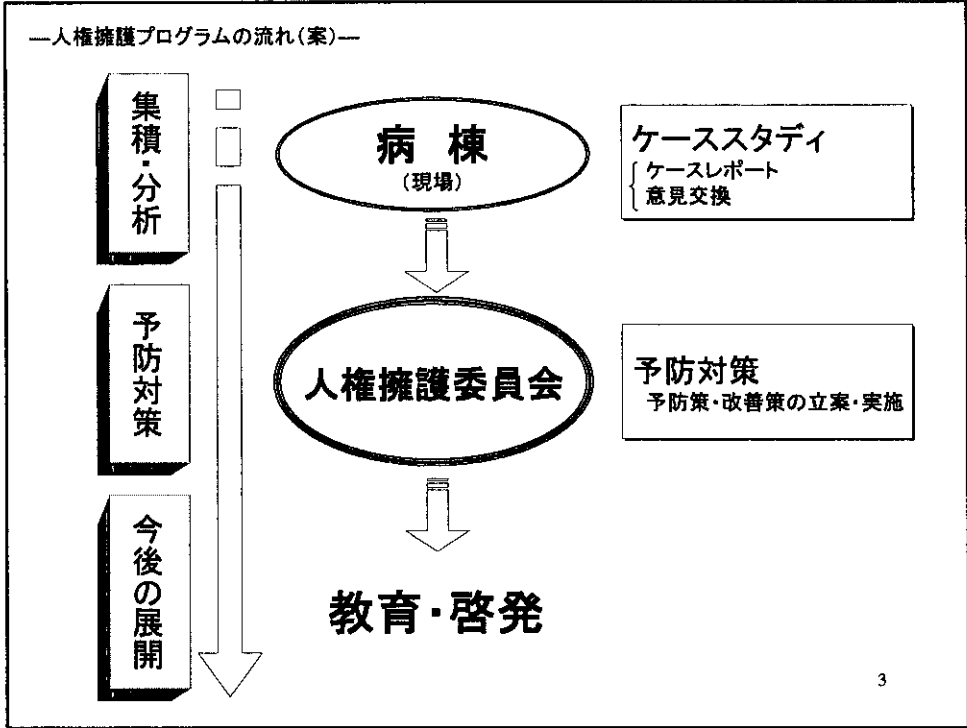 ―人権擁護プログラムの流れ(案)―
集積・分析
病棟
(現場)
ケーススタディ
ケースレポート
意見交換
予防対策
人権擁護委員会
予防対策
予防策・改善策の立案・実施
今後の展開
教育・啓発
3